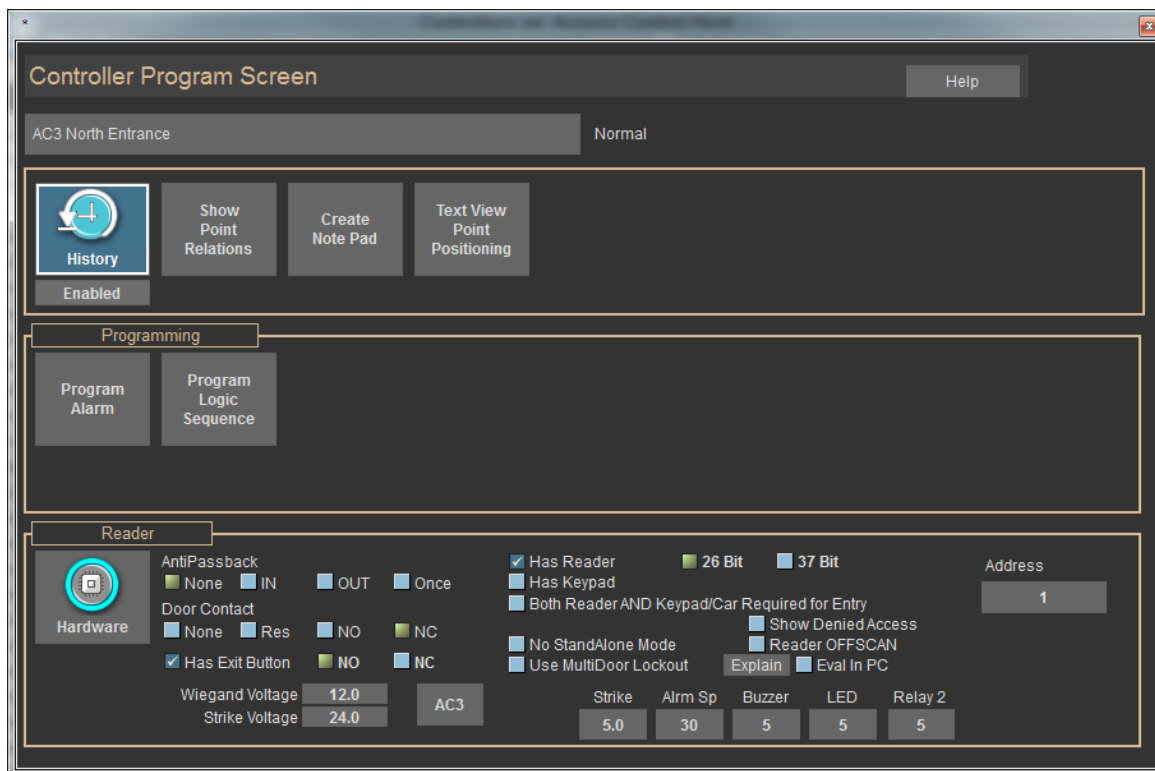 *
Controllers on Access Control Host
x
Controller Program Screen
Help
AC3 North Entrance
Normal
History
Show
Point
Relations
Create
Note Pad
Text View
Point
Positioning
Enabled
Programming
Program
Alarm
Program
Logic
Sequence
Reader
Hardware
AntiPassback
None IN OUT Once
Door Contact
None Res NO NC
Has Exit Button NO NC
Wiegand Voltage 12.0
Strike Voltage 24.0
AC3
Has Reader 26 Bit 37 Bit
Has Keypad
Both Reader AND Keypad/Car Required for Entry
Show Denied Access
No StandAlone Mode Reader OFFSCAN
Use MultiDoor Lockout Explain Eval In PC
Strike Alrm Sp Buzzer LED Relay 2
5.0 30 5 5 5
Address
1